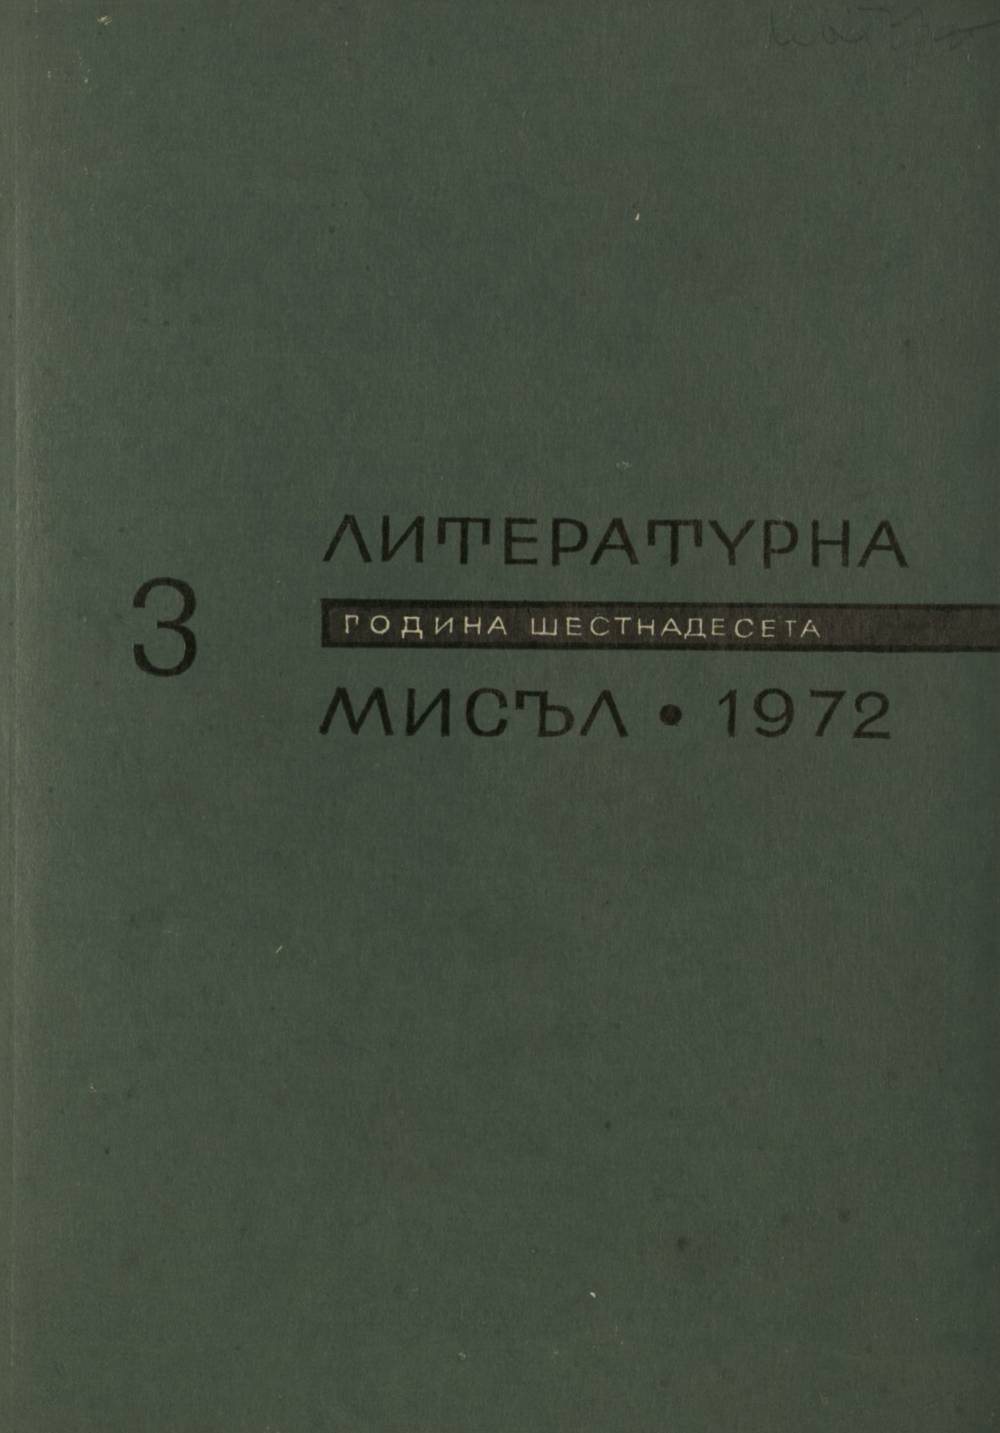 3
ЛИТЕРАТУРНА
ГОДИНА ШЕСТНАДЕСЕТА
МИСЪЛ • 1972